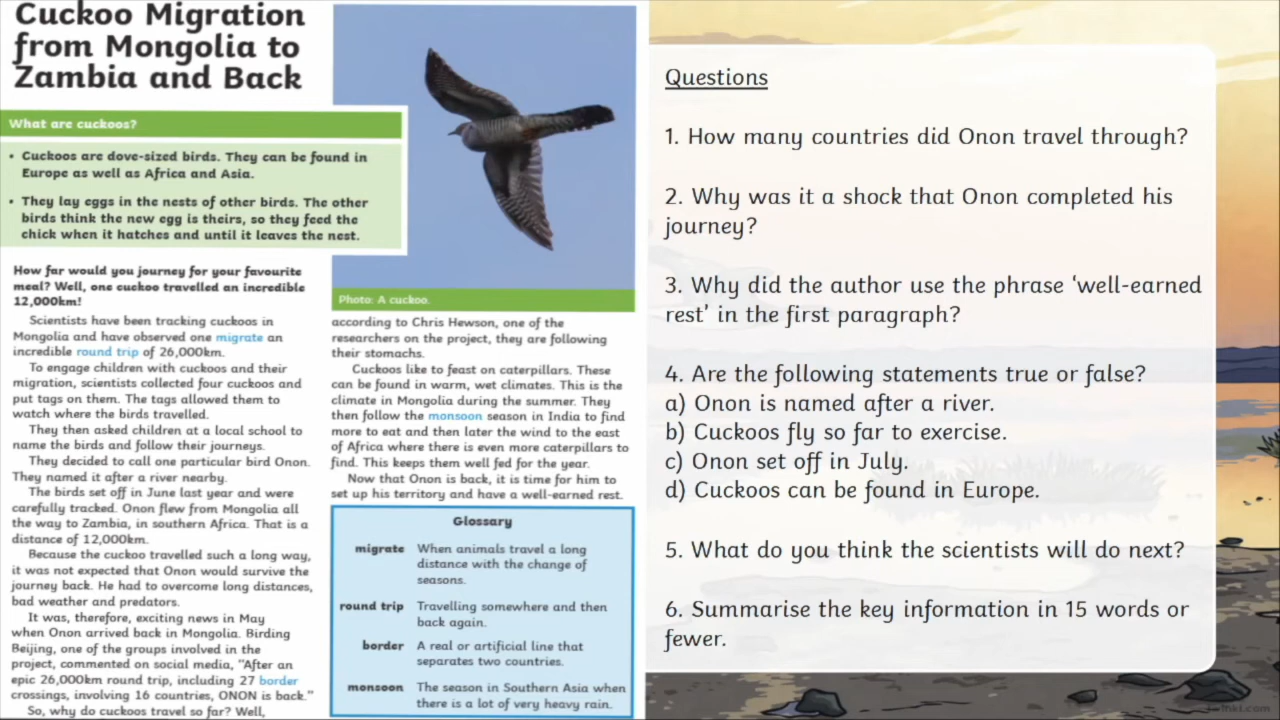 Cuckoo Migration
from Mongolia to
Zambia and Back
What are cuckoos?
• Cuckoos are dove-sized birds. They can be found in
Europe as well as Africa and Asia.
• They lay eggs in the nests of other birds. The other
birds think the new egg is theirs, so they feed the
chick when it hatches and until it leaves the nest.
Photo: A cuckoo.
How far would you journey for your favourite
meal? Well, one cuckoo travelled an incredible
12,000km!
Scientists have been tracking cuckoos in
Mongolia and have observed one migrate an
incredible round trip of 26,000km.
To engage children with cuckoos and their
migration, scientists collected four cuckoos and
put tags on them. The tags allowed them to
watch where the birds travelled.
They then asked children at a local school to
name the birds and follow their journeys.
They decided to call one particular bird Onon.
They named it after a river nearby.
The birds set off in June last year and were
carefully tracked. Onon flew from Mongolia all
the way to Zambia, in southern Africa. That is a
distance of 12,000km.
Because the cuckoo travelled such a long way,
it was not expected that Onon would survive the
journey back. He had to overcome long distances,
bad weather and predators.
It was, therefore, exciting news in May
when Onon arrived back in Mongolia. Birding
Beijing, one of the groups involved in the
project, commented on social media, "After an
epic 26,000km round trip, including 27 border
crossings, involving 16 countries, ONON is back."
So, why do cuckoos travel so far? Well,
according to Chris Hewson, one of the
researchers on the project, they are following
their stomachs.
Cuckoos like to feast on caterpillars. These
can be found in warm, wet climates. This is the
climate in Mongolia during the summer. They
then follow the monsoon season in India to find
more to eat and then later the wind to the east
of Africa where there is even more caterpillars to
find. This keeps them well fed for the year.
Now that Onon is back, it is time for him to
set up his territory and have a well-earned rest.
Glossary
migrate When animals travel a long
distance with the change of
seasons.
round trip Travelling somewhere and then
back again.
border A real or artificial line that
separates two countries.
monsoon The season in Southern Asia when
there is a lot of very heavy rain.
Questions
1. How many countries did Onon travel through?
2. Why was it a shock that Onon completed his
journey?
3. Why did the author use the phrase ‘well-earned
rest’ in the first paragraph?
4. Are the following statements true or false?
a) Onon is named after a river.
b) Cuckoos fly so far to exercise.
c) Onon set off in July.
d) Cuckoos can be found in Europe.
5. What do you think the scientists will do next?
6. Summarise the key information in 15 words or
fewer.